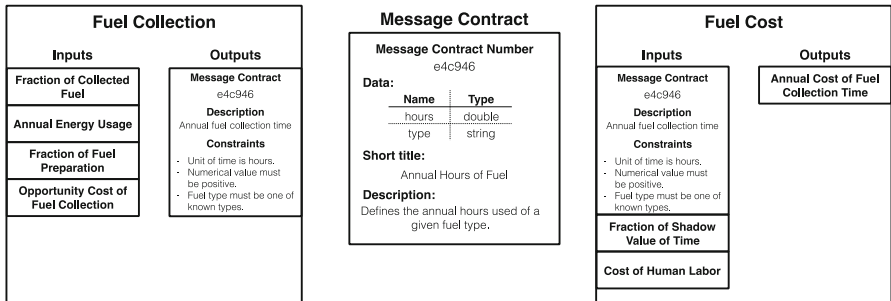 Fuel Collection
Inputs
Fraction of Collected
Fuel
Annual Energy Usage
Fraction of Fuel
Preparation
Opportunity Cost of
Fuel Collection
Outputs
Message Contract
e4c946
Description
Annual fuel collection time
Constraints
- Unit of time is hours.
- Numerical value must
be positive.
- Fuel type must be one of
known types.
Message Contract
Message Contract Number
e4c946
Data:
Name Type
hours double
type string
Short title:
Annual Hours of Fuel
Description:
Defines the annual hours used of a
given fuel type.
Fuel Cost
Inputs
Message Contract
e4c946
Description
Annual fuel collection time
Constraints
- Unit of time is hours.
- Numerical value must
be positive.
- Fuel type must be one of
known types.
Fraction of Shadow
Value of Time
Cost of Human Labor
Outputs
Annual Cost of Fuel
Collection Time